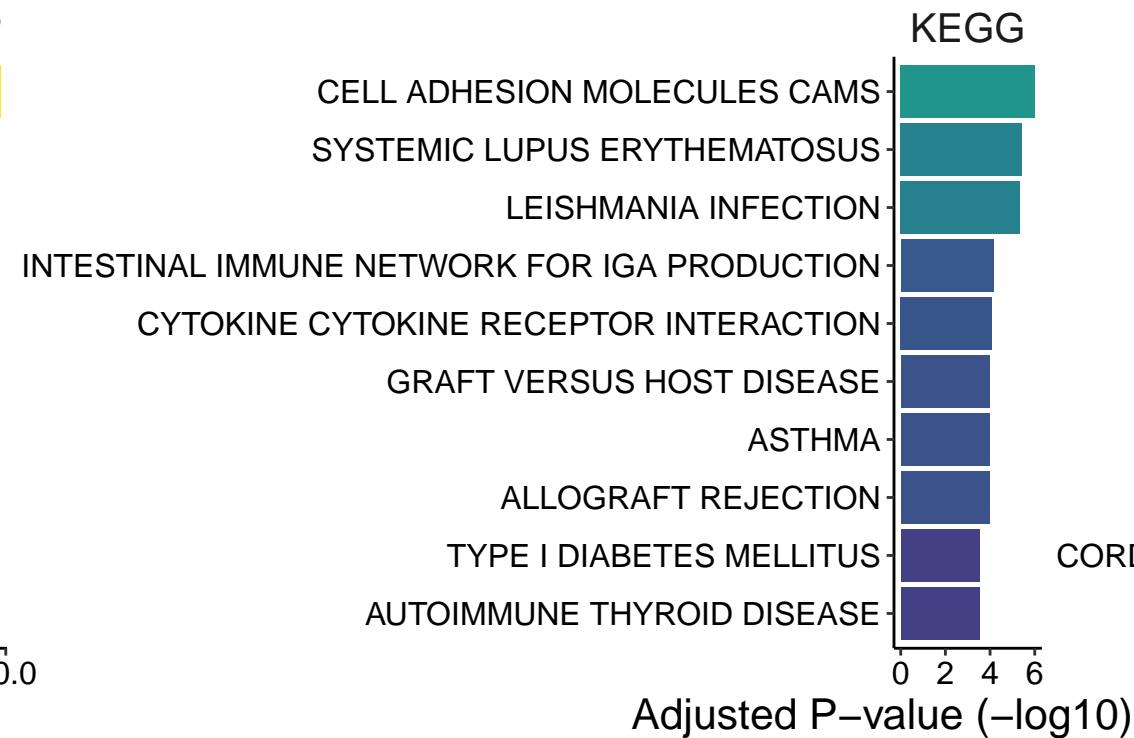 KEGG
CELL ADHESION MOLECULES CAMS
SYSTEMIC LUPUS ERYTHEMATOSUS
LEISHMANIA INFECTION
INTESTINAL IMMUNE NETWORK FOR IGA PRODUCTION
CYTOKINE CYTOKINE RECEPTOR INTERACTION
GRAFT VERSUS HOST DISEASE
ASTHMA
ALLOGRAFT REJECTION
TYPE I DIABETES MELLITUS
AUTOIMMUNE THYROID DISEASE
0 2 4 6
Adjusted P−value (−log10)